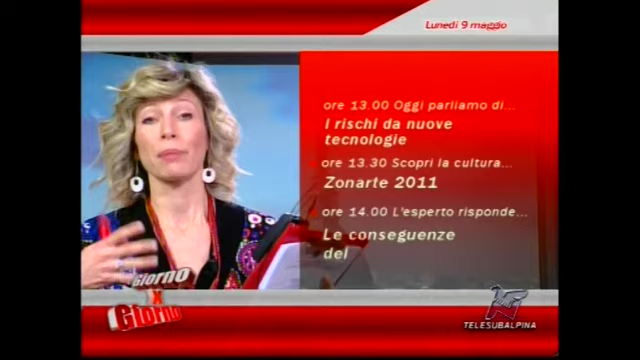 Lunedì 9 maggio
ore 13.00 Oggi parliamo di...
I rischi da nuove
tecnologie
ore 13.30 Scopri la cultura...
Zonarte 2011
ore 14.00 L'esperto risponde...
Le conseguenze
del
GIORNO
X
Giorno
TELESUBALPINA